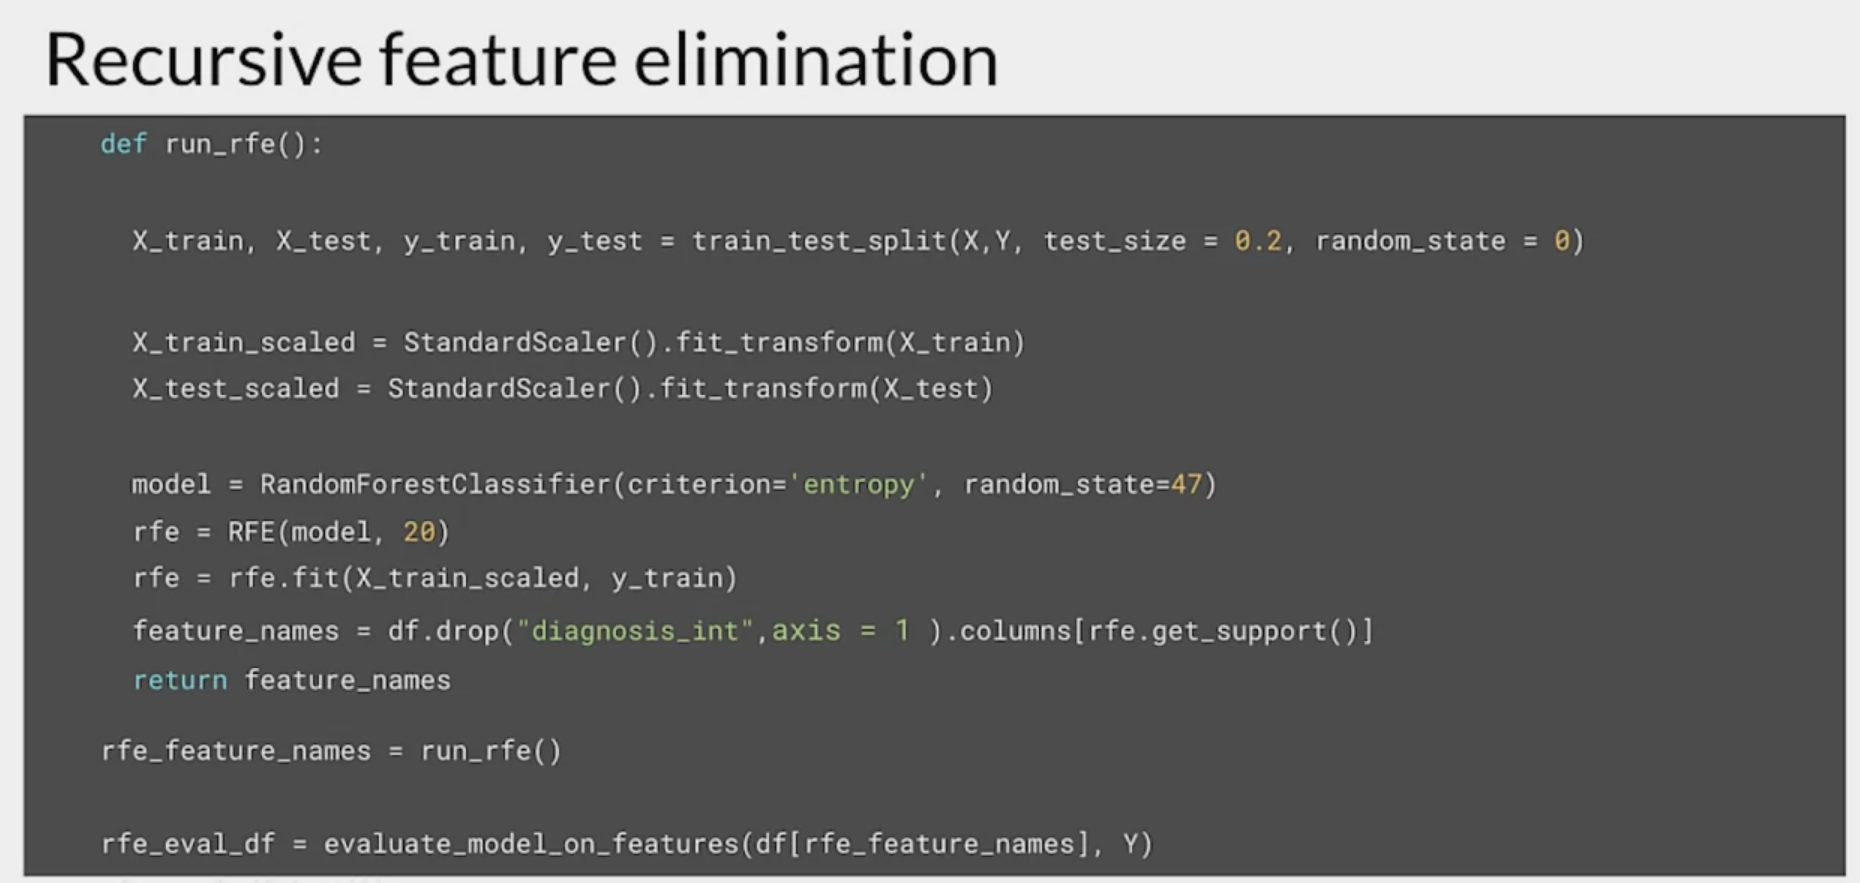 Recursive feature elimination
def run_rfe():
X_train, X_test, y_train, y_test = train_test_split(X,Y, test_size = 0.2, random_state = 0)
X_train_scaled = StandardScaler().fit_transform(X_train)
X_test_scaled = StandardScaler().fit_transform(X_test)
model = RandomForestClassifier(criterion='entropy', random_state=47)
rfe = RFE(model, 20)
rfe = rfe.fit(X_train_scaled, y_train)
feature_names = df.drop("diagnosis_int",axis = 1 ).columns[rfe.get_support()]
return feature_names
rfe_feature_names = run_rfe()
rfe_eval_df = evaluate_model_on_features(df[rfe_feature_names], Y)